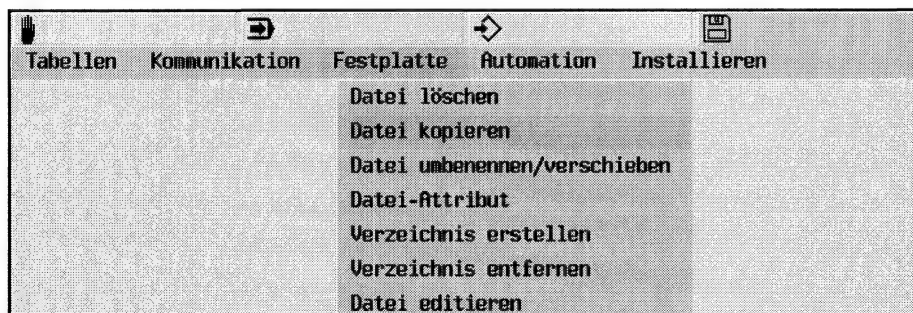 Tabellen Kommunikation Festplatte Automation Installieren
Datei löschen
Datei kopieren
Datei umbenennen/verschieben
Datei-Attribut
Verzeichnis erstellen
Verzeichnis entfernen
Datei editieren